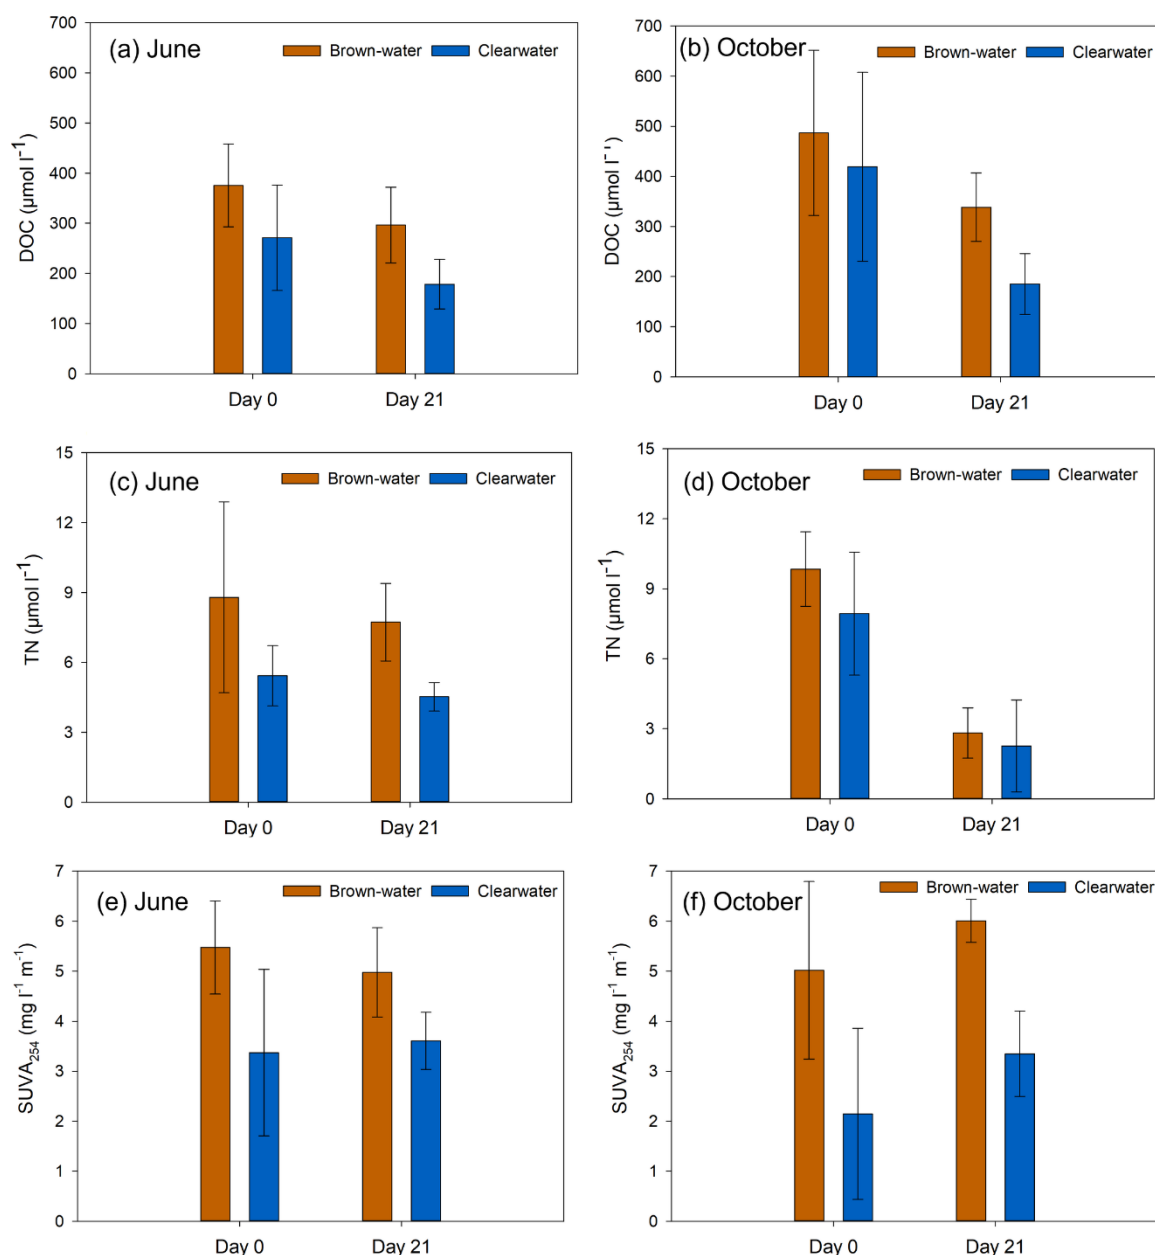 (a) June
Brown-water Clearwater
DOC (µmol l⁻¹)
700
600
500
400
300
200
100
0
Day 0 Day 21
(b) October
Brown-water Clearwater
DOC (µmol l⁻')
700
600
500
400
300
200
100
0
Day 0 Day 21
(c) June
Brown-water Clearwater
TN (µmol l⁻¹)
15
12
9
6
3
0
Day 0 Day 21
(d) October
Brown-water Clearwater
TN (µmol l⁻¹)
15
12
9
6
3
0
Day 0 Day 21
(e) June
Brown-water Clearwater
SUVA₂₅₄ (mg l⁻¹ m⁻¹)
7
6
5
4
3
2
1
0
Day 0 Day 21
(f) October
Brown-water Clearwater
SUVA₂₅₄ (mg l⁻¹ m⁻¹)
7
6
5
4
3
2
1
0
Day 0 Day 21